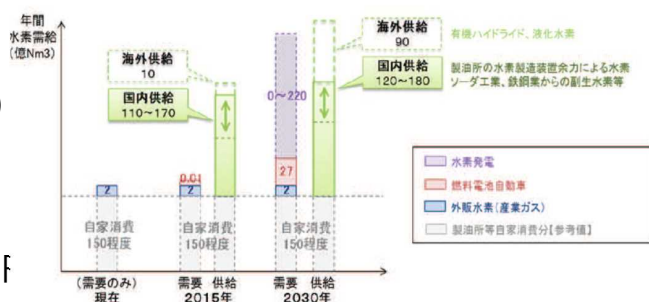 年間
水素需給
(億Nm3)
海外供給
10
国内供給
110～170
海外供給
90
国内供給
120～180
有機ハイドライド、液化水素
製油所の水素製造装置余力による水素
ソーダ工業、鉄鋼業からの副生水素等
0～220
27
2
0.01
2
2
自家消費
150程度
自家消費
150程度
自家消費
150程度
水素発電
燃料電池自動車
外販水素(産業ガス)
製油所等自家消費分【参考値】
(需要のみ)
現在
需要 供給
2015年
需要 供給
2030年